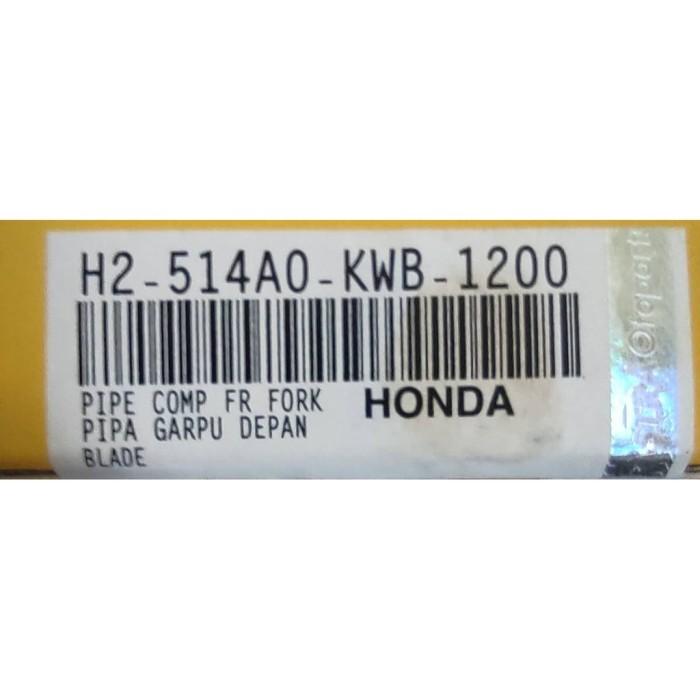 H2-514A0-KWB-1200
PIPE COMP FR FORK
HONDA
PIPA GARPU DEPAN
BLADE